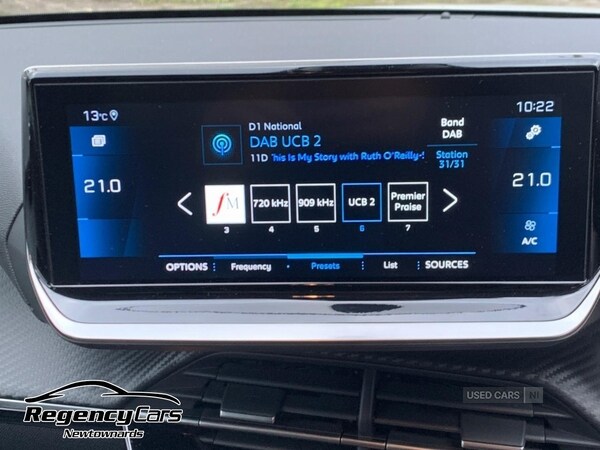 13°C
10:22
D1 National
DAB UCB 2
11D This Is My Story with Ruth O'Reilly-S
Band
DAB
Station
31/31
21.0
21.0
fM
720 kHz
909 kHz
UCB 2
Premier
Praise
3
4
5
6
7
A/C
OPTIONS
Frequency
Presets
List
SOURCES
RegencyCars
Newtownards
USED CARS NI